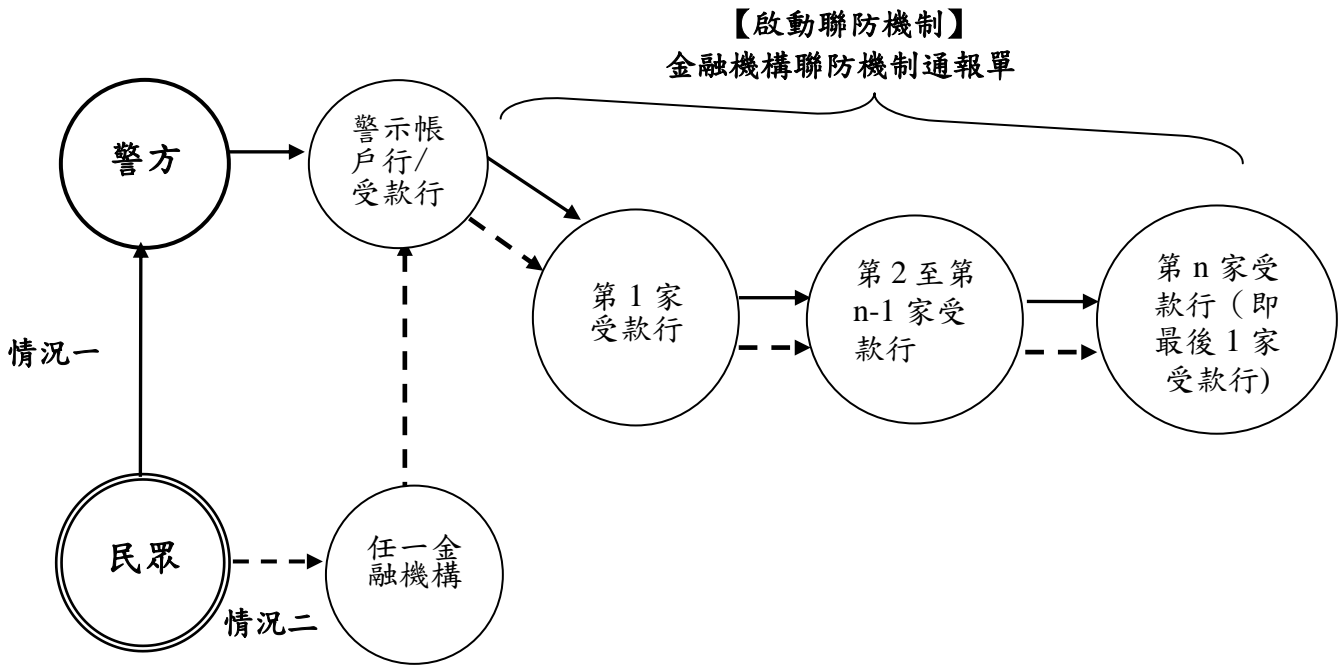 【啟動聯防機制】
金融機構聯防機制通報單
警方
警示帳
戶行/
受款行
第 1 家
受款行
第 2 至第
n-1 家受
款行
第 n 家受
款行（即
最後 1 家
受款行)
情況一
民眾
情況二
任一金
融機構